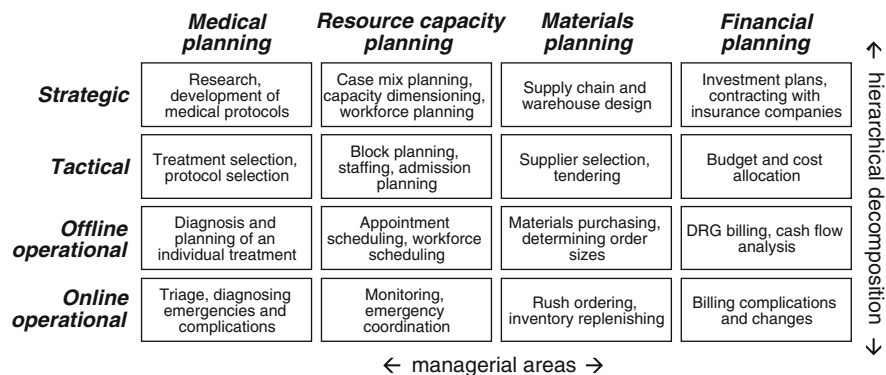 Medical planning
Resource capacity planning
Materials planning
Financial planning
Strategic
Research,
development of
medical protocols
Case mix planning,
capacity dimensioning,
workforce planning
Supply chain and
warehouse design
Investment plans,
contracting with
insurance companies
Tactical
Treatment selection,
protocol selection
Block planning,
staffing, admission
planning
Supplier selection,
tendering
Budget and cost
allocation
Offline
operational
Diagnosis and
planning of an
individual treatment
Appointment
scheduling, workforce
scheduling
Materials purchasing,
determining order
sizes
DRG billing, cash flow
analysis
Online
operational
Triage, diagnosing
emergencies and
complications
Monitoring,
emergency
coordination
Rush ordering,
inventory replenishing
Billing complications
and changes
← managerial areas →
← hierarchical decomposition →